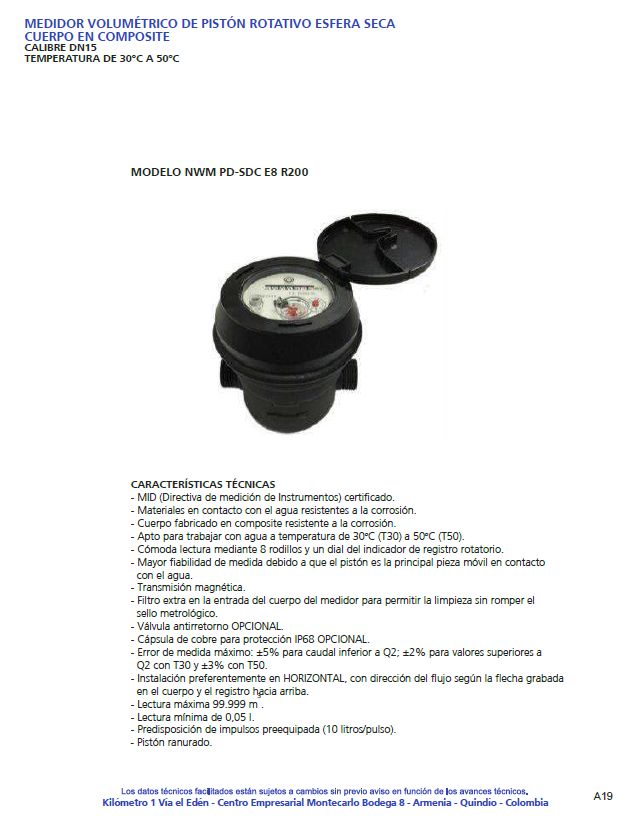 MEDIDOR VOLUMÉTRICO DE PISTÓN ROTATIVO ESFERA SECA
CUERPO EN COMPOSITE
CALIBRE DN15
TEMPERATURA DE 30ºC A 50ºC
MODELO NWM PD-SDC E8 R200
CARACTERÍSTICAS TÉCNICAS
- MID (Directiva de medición de Instrumentos) certificado.
- Materiales en contacto con el agua resistentes a la corrosión.
- Cuerpo fabricado en composite resistente a la corrosión.
- Apto para trabajar con agua a temperatura de 30ºC (T30) a 50ºC (T50).
- Cómoda lectura mediante 8 rodillos y un dial del indicador de registro rotatorio.
- Mayor fiabilidad de medida debido a que el pistón es la principal pieza móvil en contacto
con el agua.
- Transmisión magnética.
- Filtro extra en la entrada del cuerpo del medidor para permitir la limpieza sin romper el
sello metrológico.
- Válvula antirretorno OPCIONAL.
- Cápsula de cobre para protección IP68 OPCIONAL.
- Error de medida máximo: ±5% para caudal inferior a Q2; ±2% para valores superiores a
Q2 con T30 y ±3% con T50.
- Instalación preferentemente en HORIZONTAL, con dirección del flujo según la flecha grabada
en el cuerpo y el registro hacia arriba.
- Lectura máxima 99.999 m³.
- Lectura mínima de 0,05 l.
- Predisposición de impulsos preequipada (10 litros/pulso).
- Pistón ranurado.
Los datos técnicos facilitados están sujetos a cambios sin previo aviso en función de los avances técnicos.
Kilómetro 1 Vía el Edén - Centro Empresarial Montecarlo Bodega 8 - Armenia - Quindío - Colombia
A19